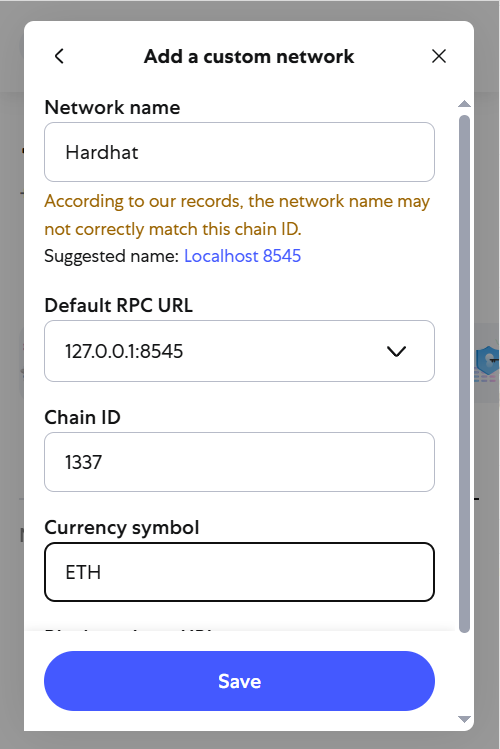 Add a custom network
Network name
Hardhat
According to our records, the network name may
not correctly match this chain ID.
Suggested name: Localhost 8545
Default RPC URL
127.0.0.1:8545
Chain ID
1337
Currency symbol
ETH
Save